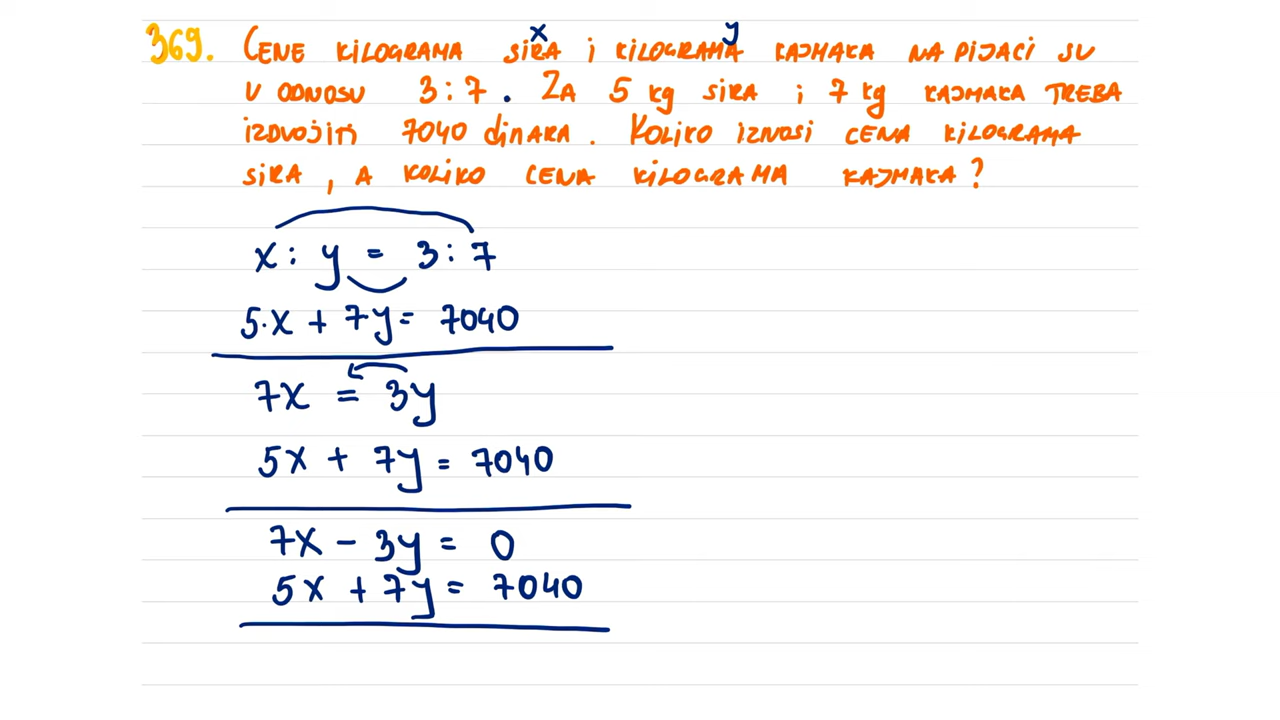 369. CENE KILOGRAMA SIRA I KILOGRAMA KAJMAKA NA PIJACI SU
x y
U ODNOSU 3:7. ZA 5 kg SIRA I 7 kg KAJMAKA TREBA
IZDVOJITI 7040 DINARA. KOLIKO IZNOSI CENA KILOGRAMA
SIRA, A KOLIKO CENA KILOGRAMA KAJMAKA?
x : y = 3 : 7
5·x + 7y = 7040
7x = 3y
5x + 7y = 7040
7x - 3y = 0
5x + 7y = 7040